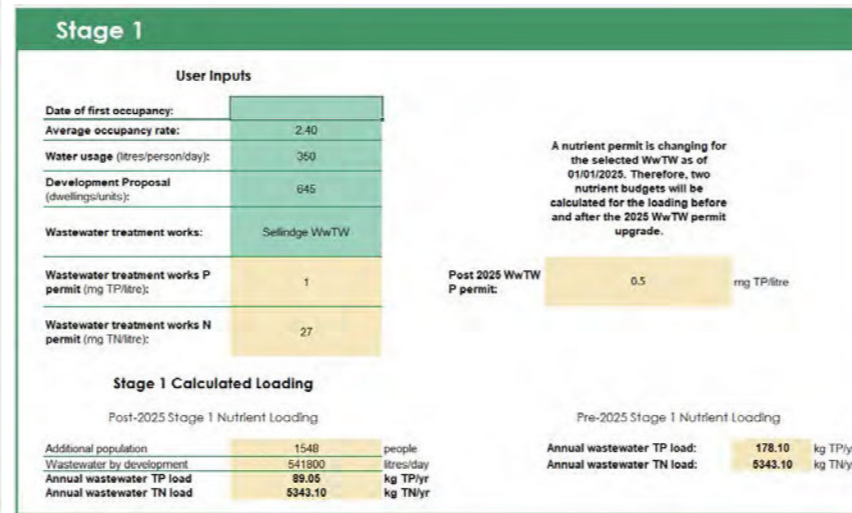 Stage 1
User Inputs
Date of first occupancy:
Average occupancy rate: 2.40
Water usage (litres/person/day): 350
Development Proposal
(dwellings/units): 645
Wastewater treatment works: Sellindge WwTW
Wastewater treatment works P
permit (mg TP/litre): 1
Wastewater treatment works N
permit (mg TN/litre): 27
A nutrient permit is changing for
the selected WwTW as of
01/01/2025. Therefore, two
nutrient budgets will be
calculated for the loading before
and after the 2025 WwTW permit
upgrade.
Post 2025 WwTW
P permit: 0.5 mg TP/litre
Stage 1 Calculated Loading
Post-2025 Stage 1 Nutrient Loading
Additional population 1548 people
Wastewater by development 541800 litres/day
Annual wastewater TP load 89.05 kg TP/yr
Annual wastewater TN load 5343.10 kg TN/yr
Pre-2025 Stage 1 Nutrient Loading
Annual wastewater TP load: 178.10 kg TP/y
Annual wastewater TN load: 5343.10 kg TN/y